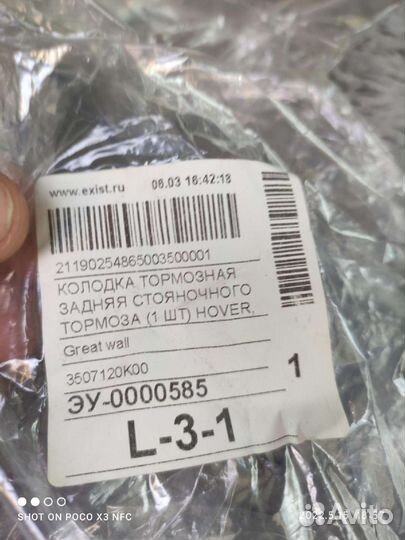 www.exist.ru 06.03 16:42:18
21190254865003500001
КОЛОДКА ТОРМОЗНАЯ
ЗАДНЯЯ СТОЯНОЧНОГО
ТОРМОЗА (1 ШТ) HOVER,
Great wall
3507120K00
1
ЭУ-0000585
L-3-1
SHOT ON POCO X3 NFC
Avito